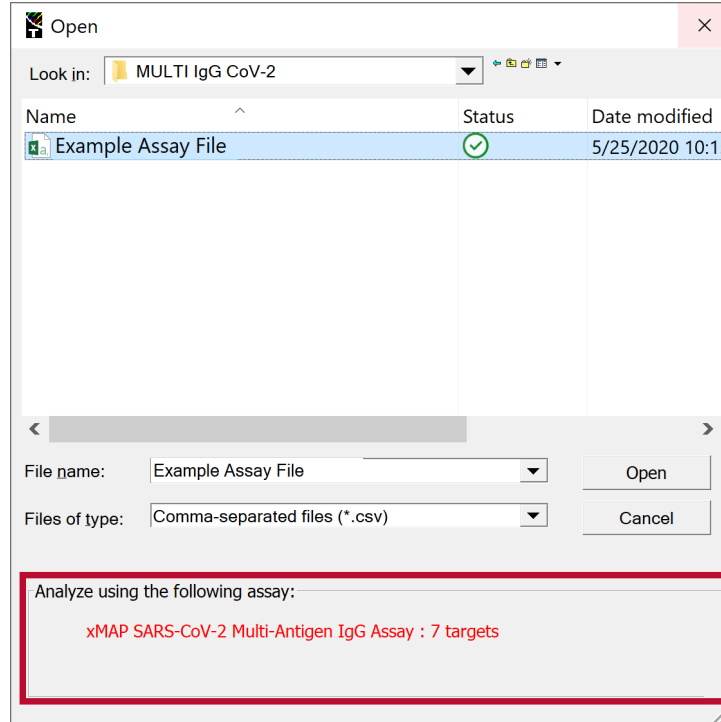 Open
Look in: MULTI IgG CoV-2
Name Status Date modified
Example Assay File 5/25/2020 10:1
File name: Example Assay File Open
Files of type: Comma-separated files (*.csv) Cancel
Analyze using the following assay:
xMAP SARS-CoV-2 Multi-Antigen IgG Assay : 7 targets